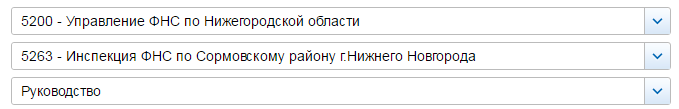 5200 - Управление ФНС по Нижегородской области
5263 - Инспекция ФНС по Сормовскому району г.Нижнего Новгорода
Руководство